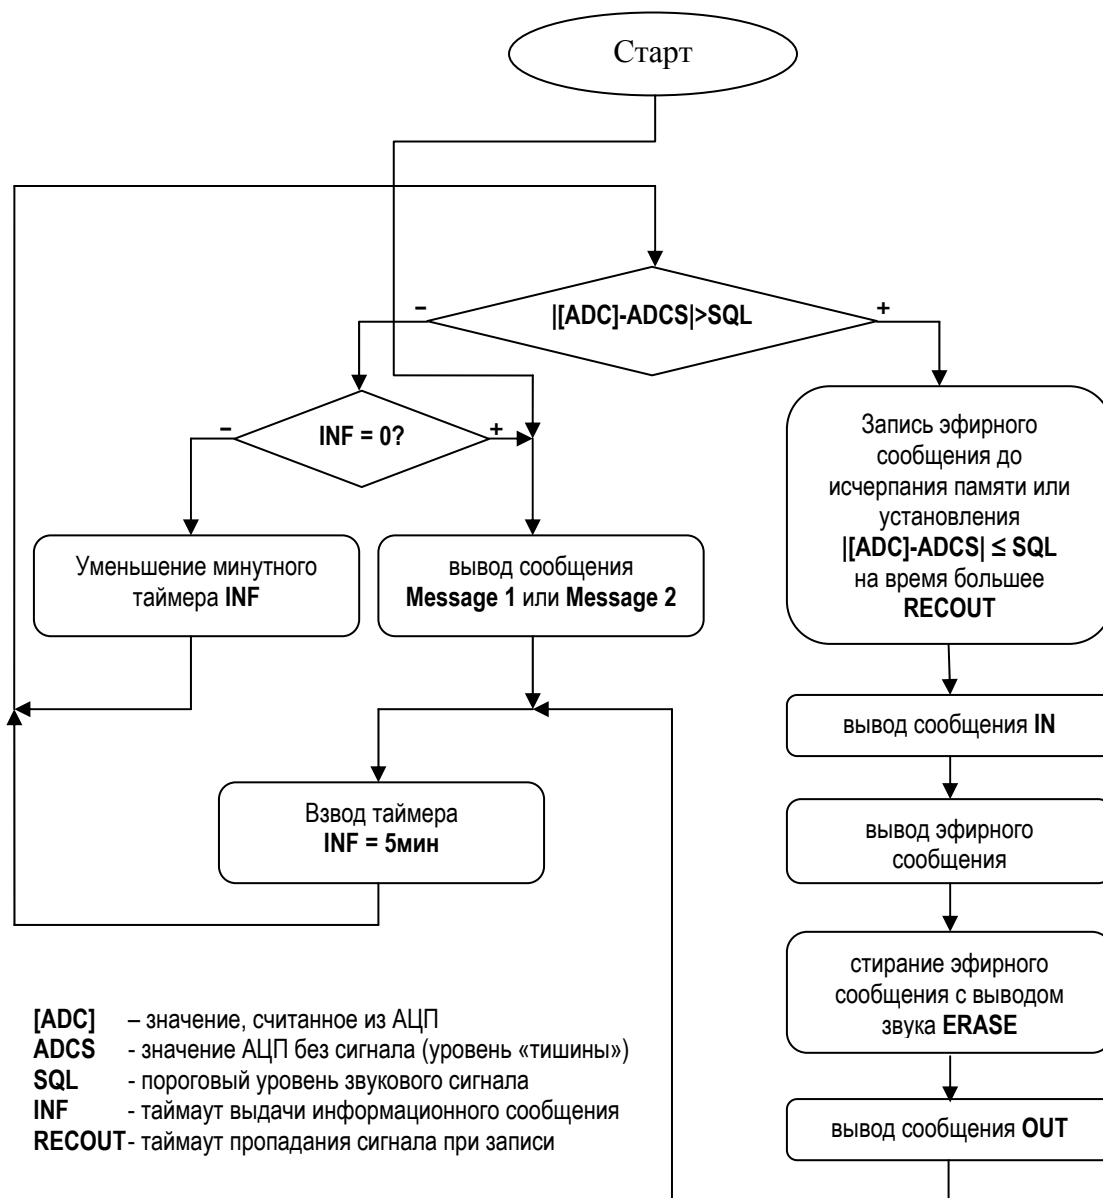 Старт
|[ADC]-ADCS|>SQL
−
+
INF = 0?
−
+
Запись эфирного
сообщения до
исчерпания памяти или
установления
|[ADC]-ADCS| ≤ SQL
на время большее
RECOUT
Уменьшение минутного
таймера INF
вывод сообщения
Message 1 или Message 2
вывод сообщения IN
Взвод таймера
INF = 5мин
вывод эфирного
сообщения
стирание эфирного
сообщения с выводом
звука ERASE
вывод сообщения OUT
[ADC] – значение, считанное из АЦП
ADCS - значение АЦП без сигнала (уровень «тишины»)
SQL - пороговый уровень звукового сигнала
INF - таймаут выдачи информационного сообщения
RECOUT - таймаут пропадания сигнала при записи